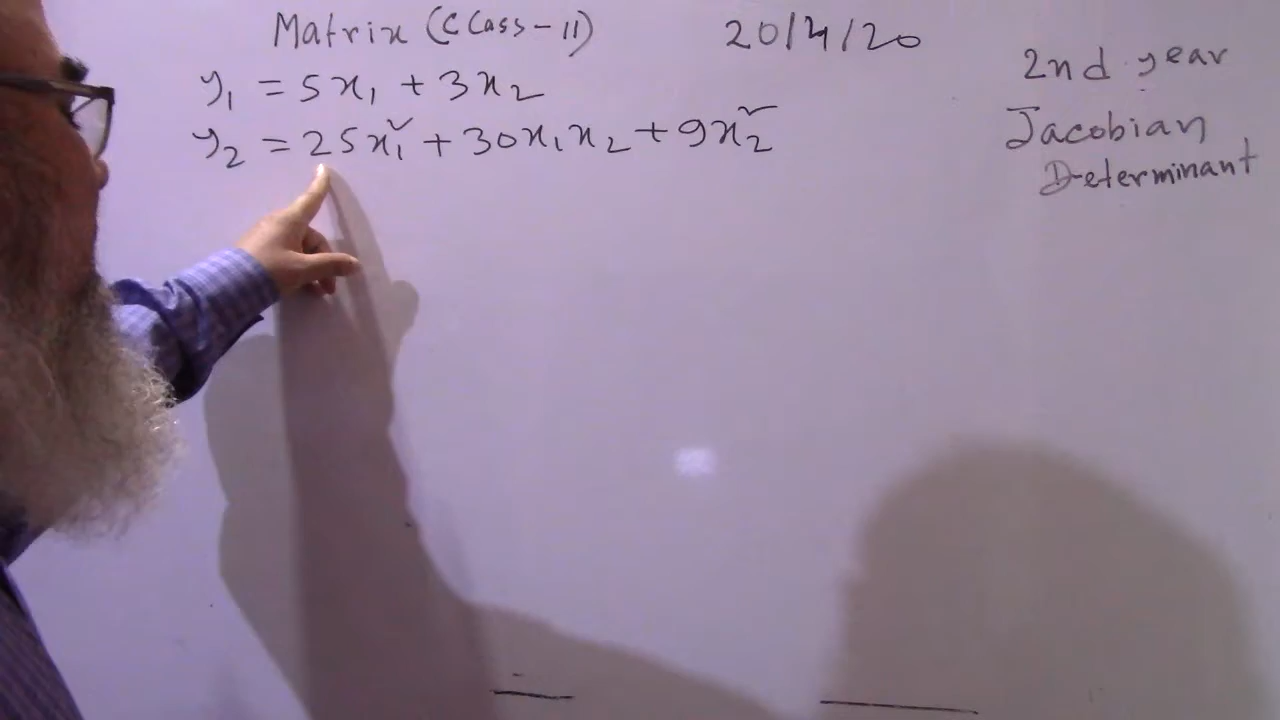 Matrix (Class-11)
20/4/20
2nd year
Jacobian
Determinant
y₁ = 5x₁ + 3x₂
y₂ = 25x₁² + 30x₁x₂ + 9x₂²